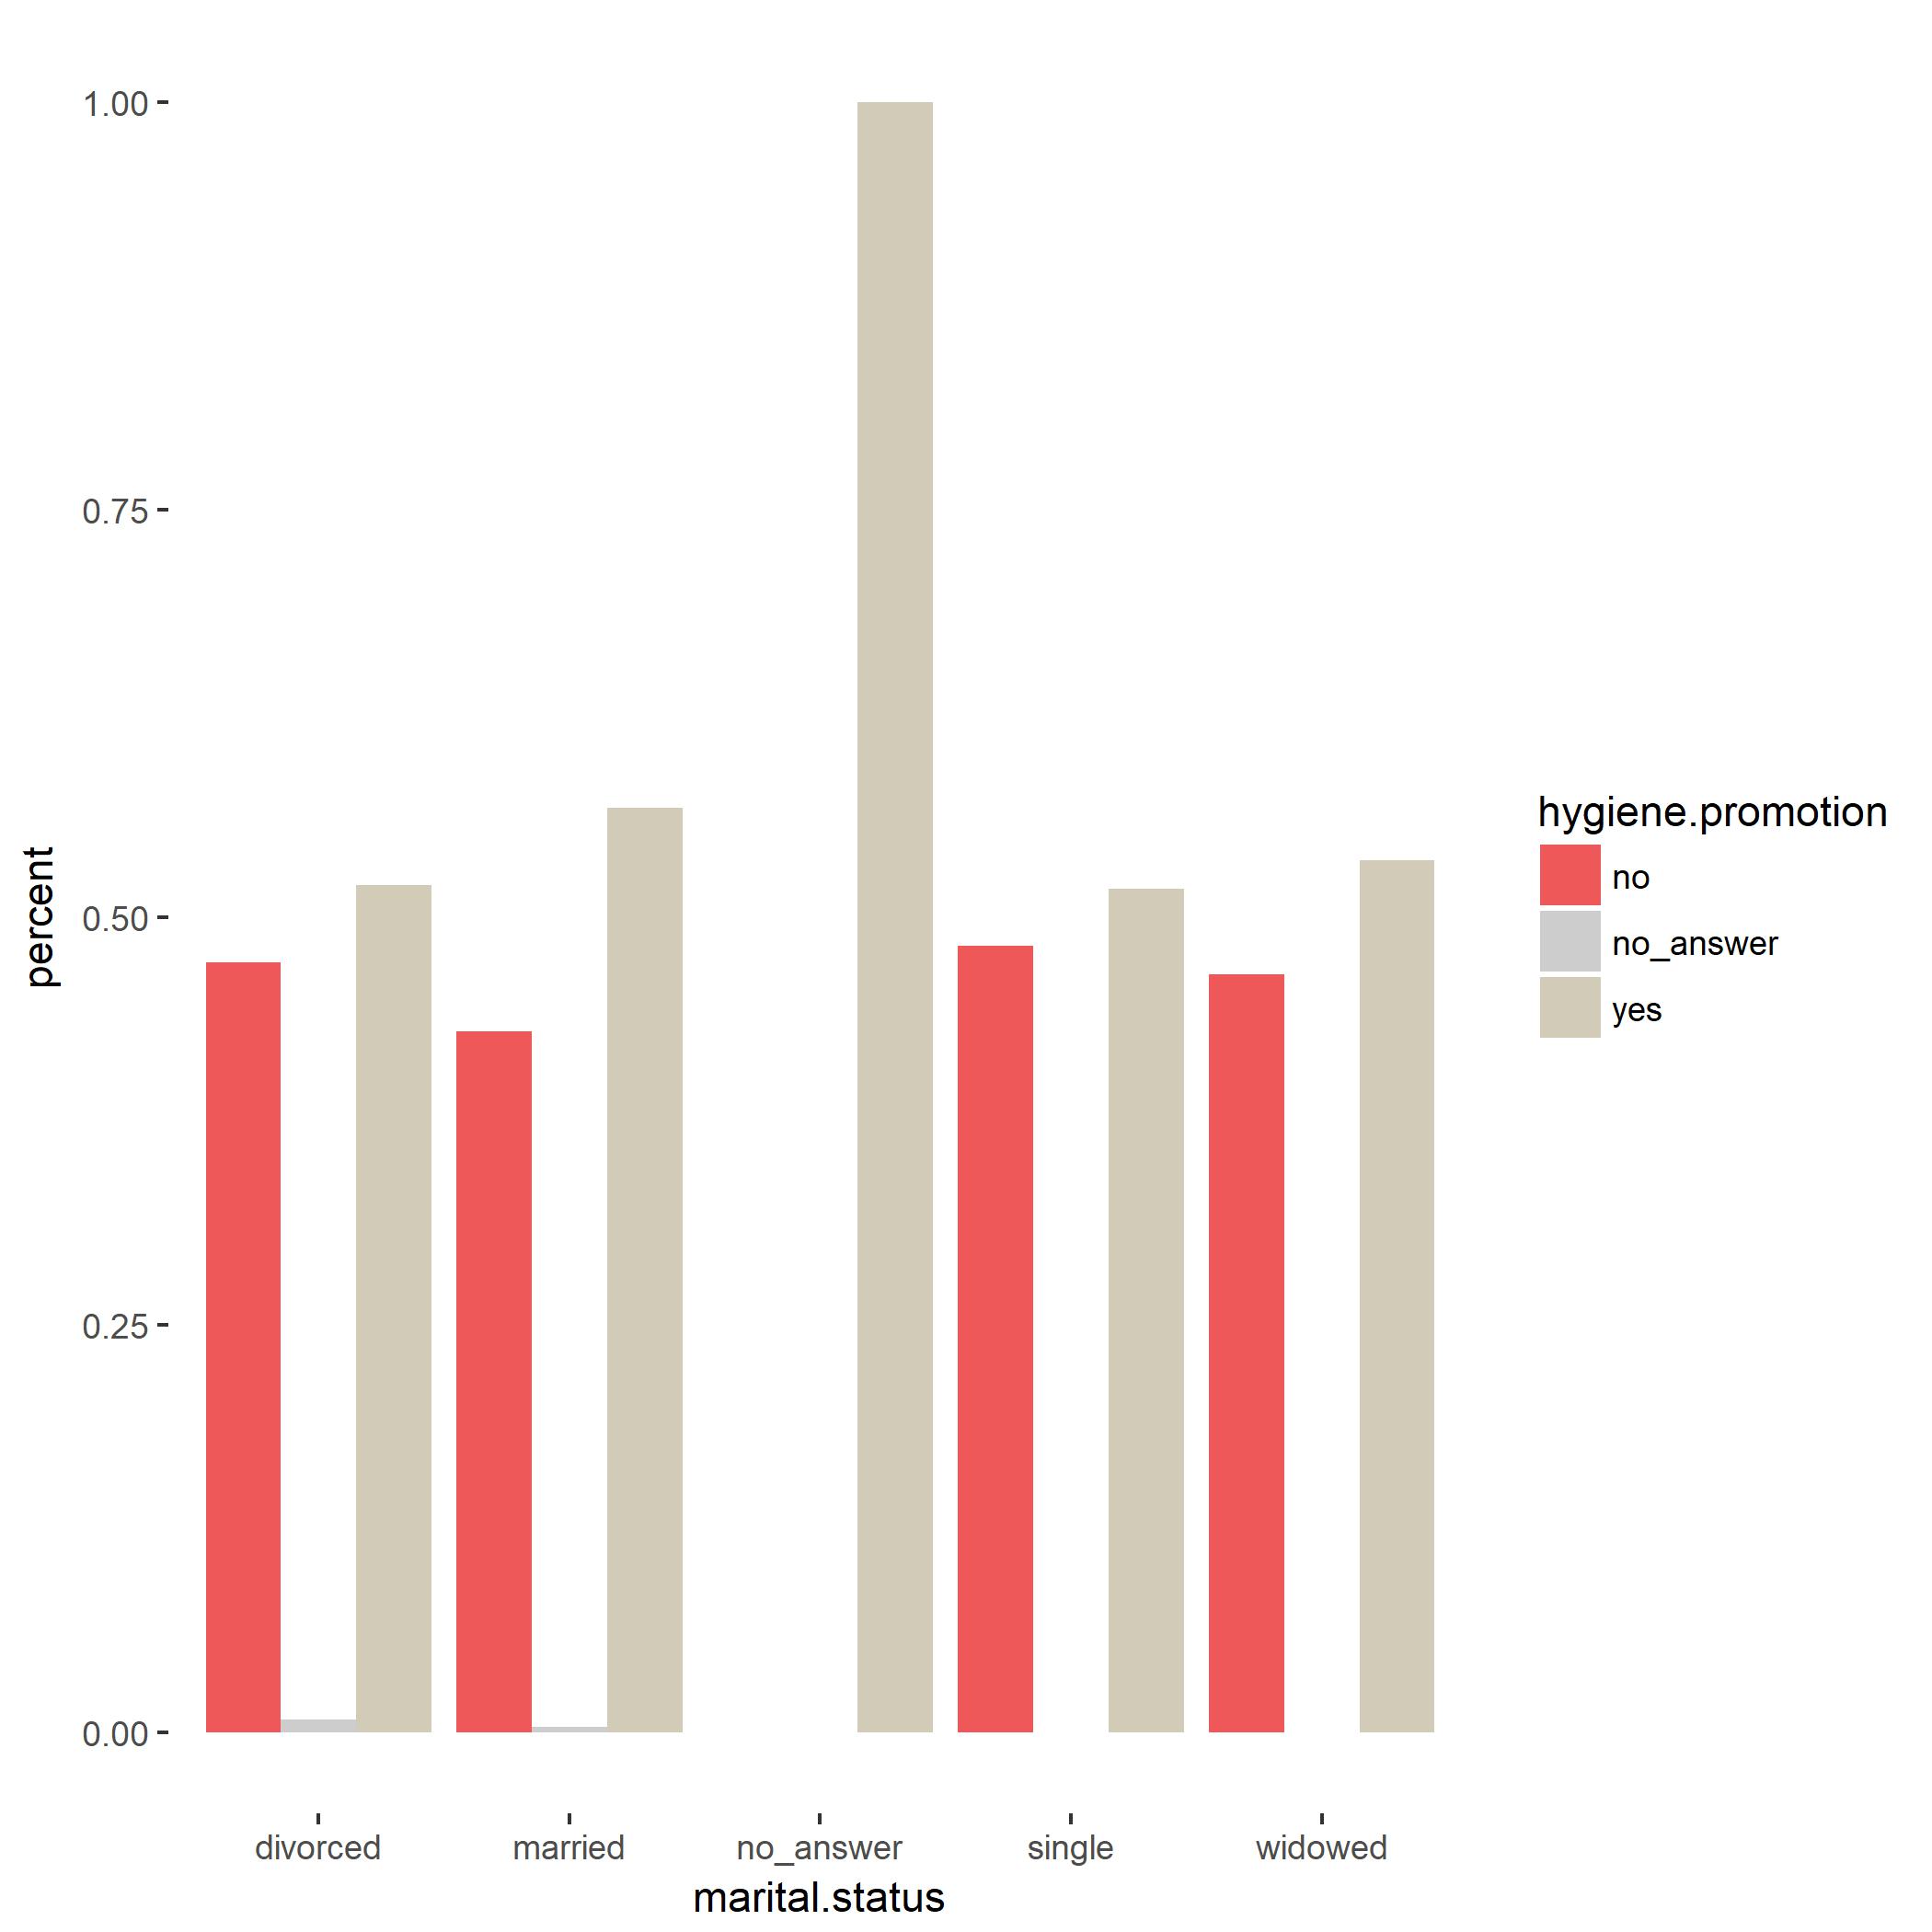 1.00
0.75
0.50
0.25
0.00
percent
divorced married no_answer single widowed
marital.status
hygiene.promotion
no
no_answer
yes